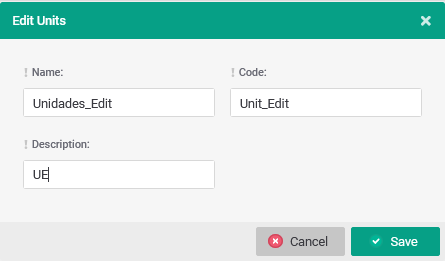 Edit Units
! Name:
! Code:
Unidades_Edit
Unit_Edit
! Description:
UE
Cancel
Save